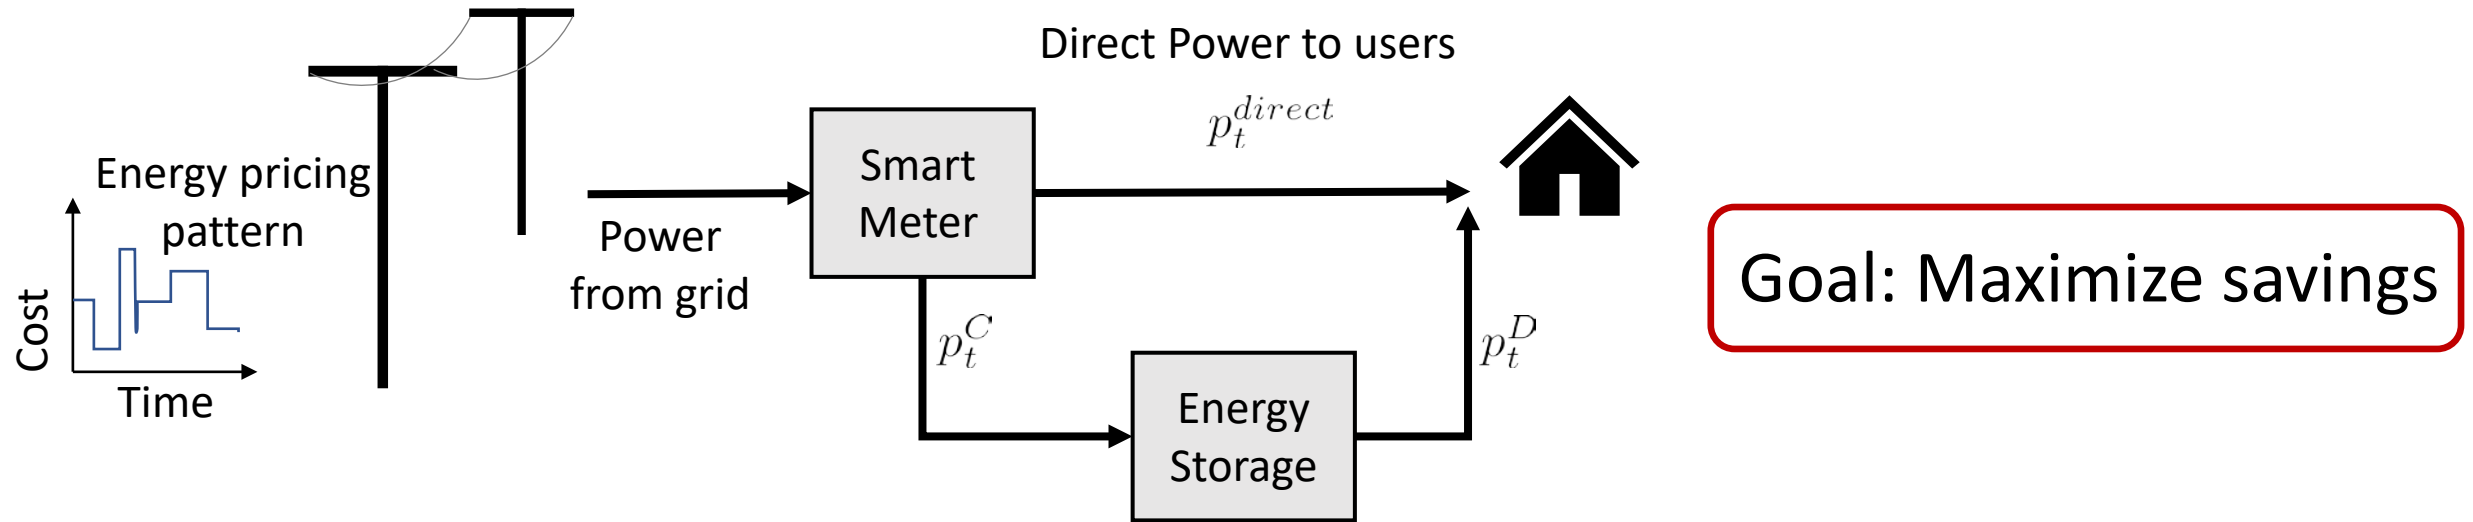 Direct Power to users
p_t^{direct}
Energy pricing
pattern
Cost
Time
Power
from grid
Smart
Meter
p_t^C
Energy
Storage
p_t^D
Goal: Maximize savings